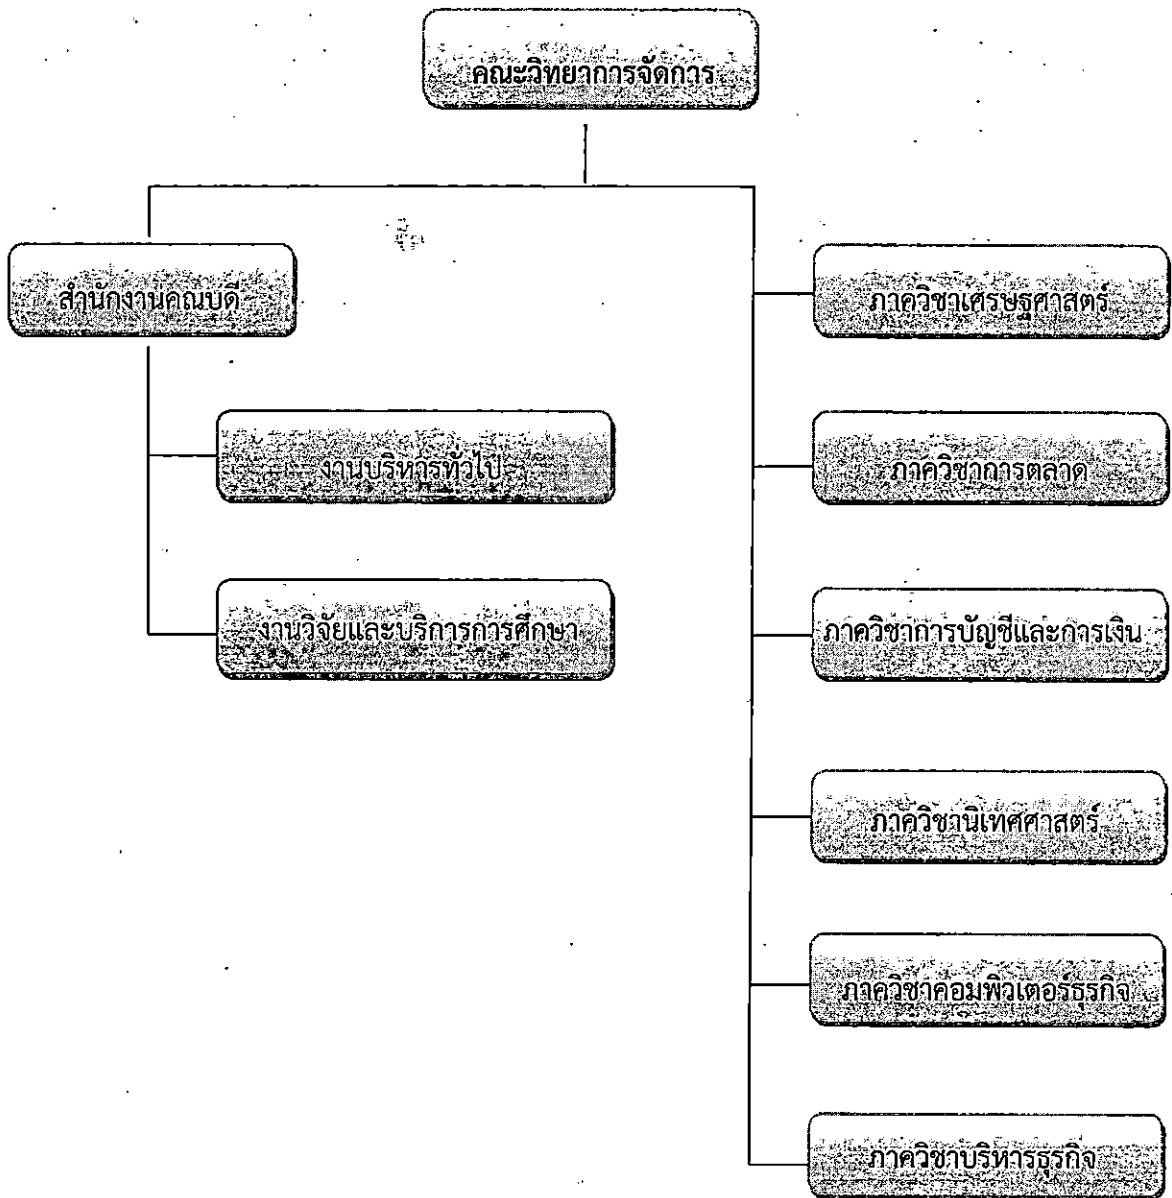 คณะวิทยาการจัดการ
สำนักงานคณบดี
งานบริหารทั่วไป
งานวิจัยและบริการการศึกษา
ภาควิชาเศรษฐศาสตร์
ภาควิชาการตลาด
ภาควิชาการบัญชีและการเงิน
ภาควิชานิเทศศาสตร์
ภาควิชาคอมพิวเตอร์ธุรกิจ
ภาควิชาบริหารธุรกิจ